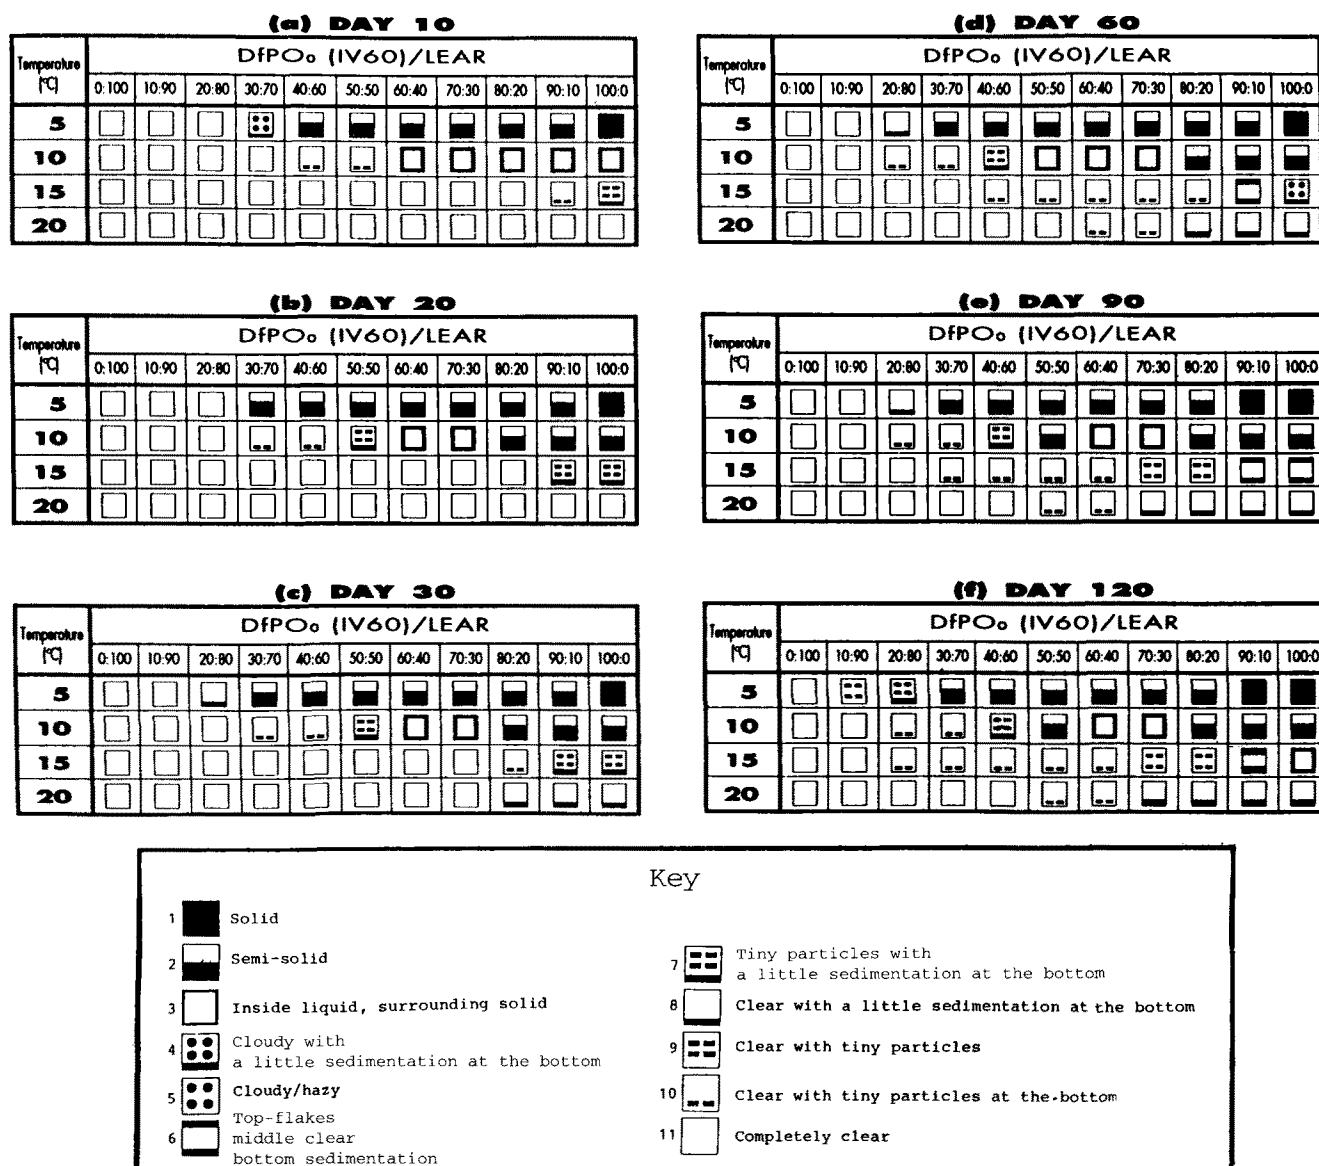 (a) DAY 10
Temperature
(°C)
DfPOo (IV60)/LEAR
0:100 10:90 20:80 30:70 40:60 50:50 60:40 70:30 80:20 90:10 100:0
5
10
15
20
(b) DAY 20
Temperature
(°C)
DfPOo (IV60)/LEAR
0:100 10:90 20:80 30:70 40:60 50:50 60:40 70:30 80:20 90:10 100:0
5
10
15
20
(c) DAY 30
Temperature
(°C)
DfPOo (IV60)/LEAR
0:100 10:90 20:80 30:70 40:60 50:50 60:40 70:30 80:20 90:10 100:0
5
10
15
20
(d) DAY 60
Temperature
(°C)
DfPOo (IV60)/LEAR
0:100 10:90 20:80 30:70 40:60 50:50 60:40 70:30 80:20 90:10 100:0
5
10
15
20
(e) DAY 90
Temperature
(°C)
DfPOo (IV60)/LEAR
0:100 10:90 20:80 30:70 40:60 50:50 60:40 70:30 80:20 90:10 100:0
5
10
15
20
(f) DAY 120
Temperature
(°C)
DfPOo (IV60)/LEAR
0:100 10:90 20:80 30:70 40:60 50:50 60:40 70:30 80:20 90:10 100:0
5
10
15
20
Key
1 Solid
2 Semi-solid
3 Inside liquid, surrounding solid
4 Cloudy with
a little sedimentation at the bottom
5 Cloudy/hazy
6 Top-flakes
middle clear
bottom sedimentation
7 Tiny particles with
a little sedimentation at the bottom
8 Clear with a little sedimentation at the bottom
9 Clear with tiny particles
10 Clear with tiny particles at the bottom
11 Completely clear